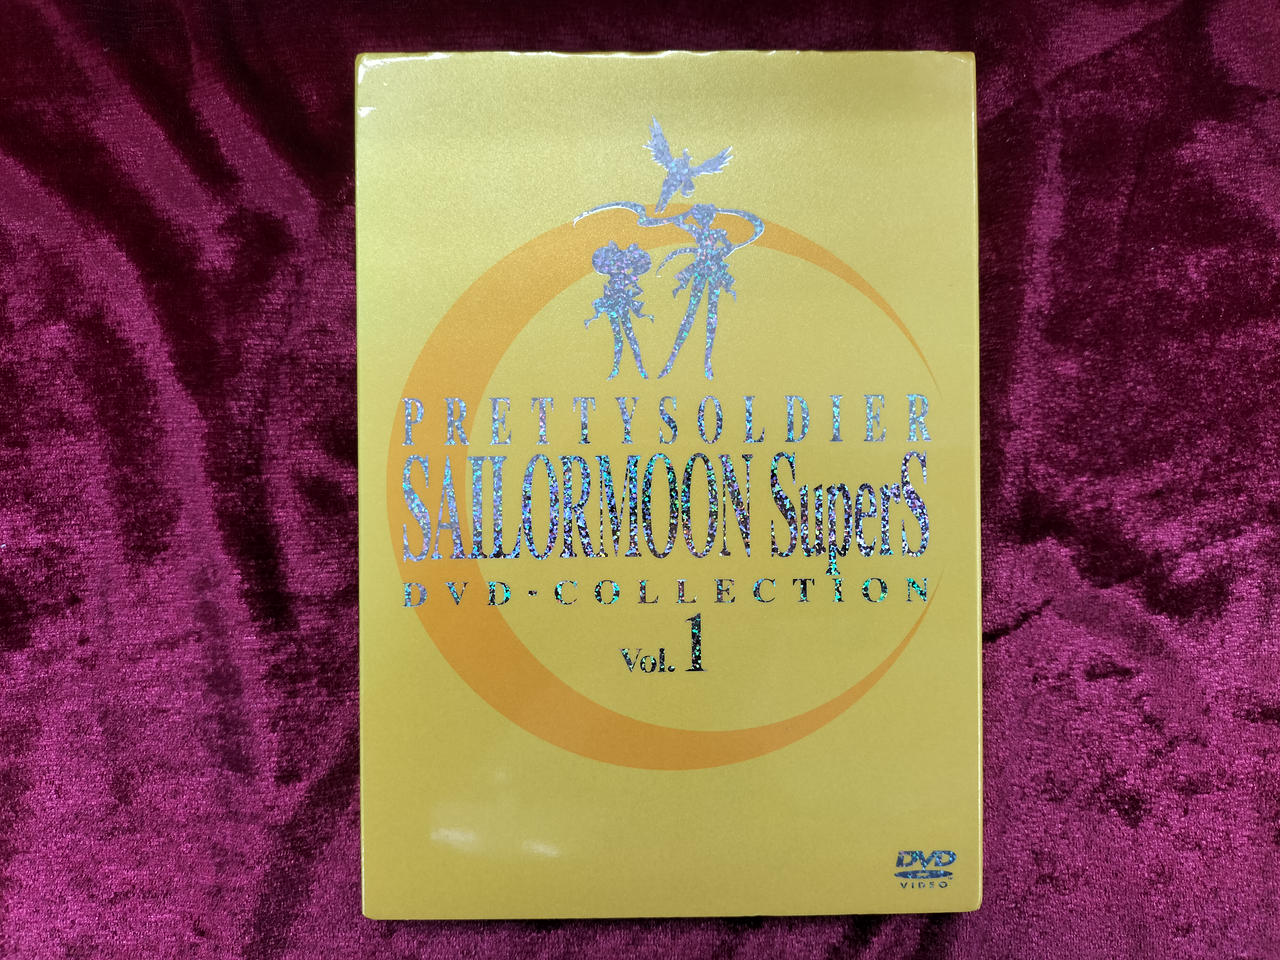 PRETTYSOLDIER
SAILORMOON SuperS
DVD-COLLECTION
Vol.1
DVD
VIDEO